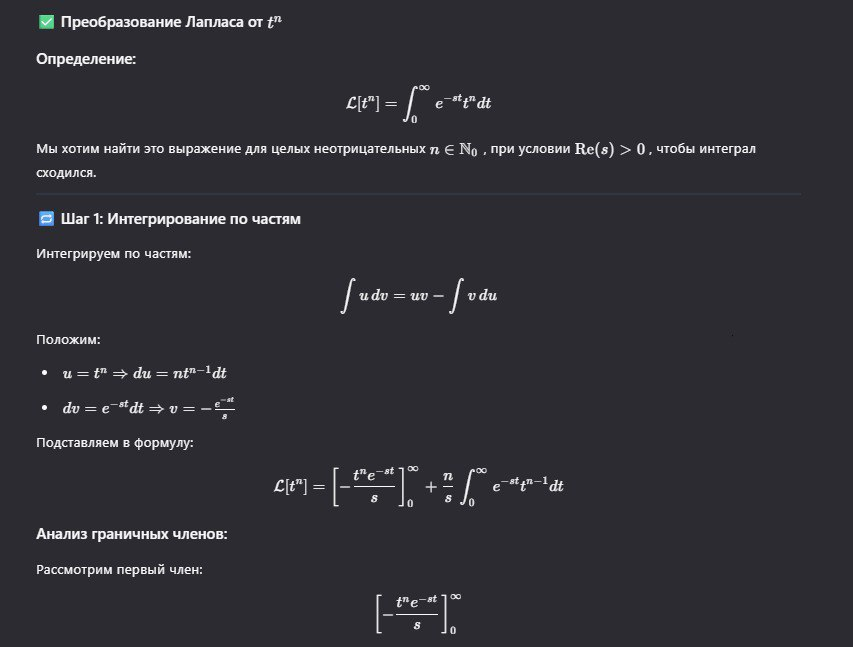 ✅ Преобразование Лапласа от $t^n$
Определение:
$$\mathcal{L}[t^n] = \int_0^\infty e^{-st} t^n dt$$
Мы хотим найти это выражение для целых неотрицательных $n \in \mathbb{N}_0$ , при условии $\mathrm{Re}(s) > 0$ , чтобы интеграл
сходился.
🔁 Шаг 1: Интегрирование по частям
Интегрируем по частям:
$$\int u \, dv = uv - \int v \, du$$
Положим:
• $u = t^n \Rightarrow du = nt^{n-1}dt$
• $dv = e^{-st}dt \Rightarrow v = -\frac{e^{-st}}{s}$
Подставляем в формулу:
$$\mathcal{L}[t^n] = \left[-\frac{t^n e^{-st}}{s}\right]_0^\infty + \frac{n}{s} \int_0^\infty e^{-st} t^{n-1} dt$$
Анализ граничных членов:
Рассмотрим первый член:
$$\left[-\frac{t^n e^{-st}}{s}\right]_0^\infty$$